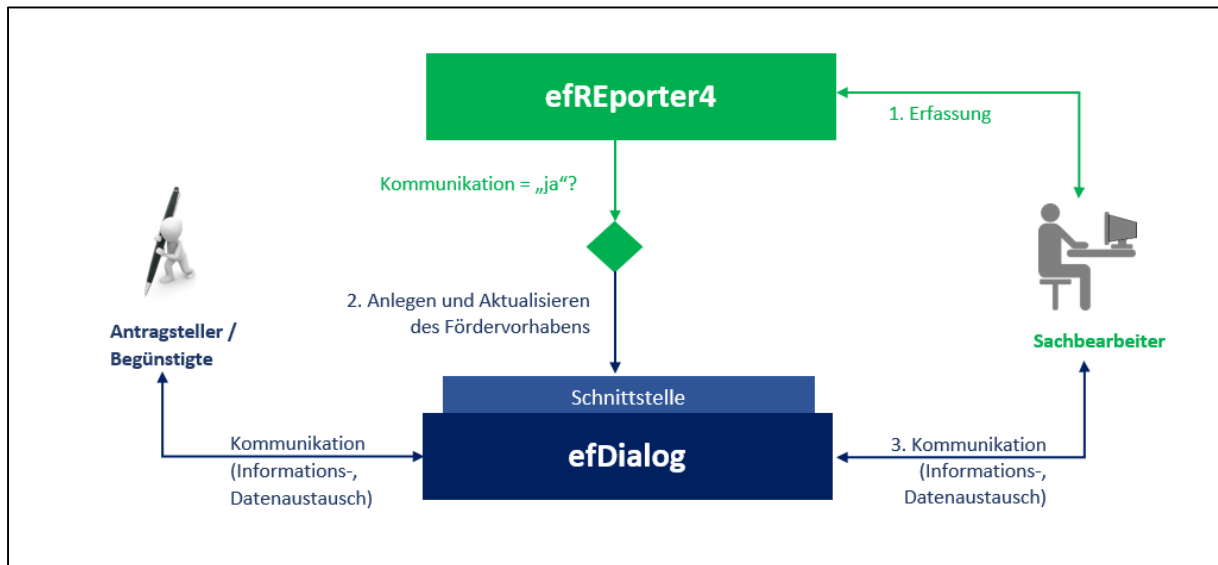 efREporter4
1. Erfassung
Kommunikation = „ja“?
2. Anlegen und Aktualisieren
des Fördervorhabens
Antragsteller /
Begünstigte
Sachbearbeiter
Schnittstelle
efDialog
Kommunikation
(Informations-,
Datenaustausch)
3. Kommunikation
(Informations-,
Datenaustausch)